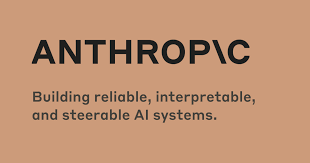 ANTHROP\C
Building reliable, interpretable,
and steerable AI systems.